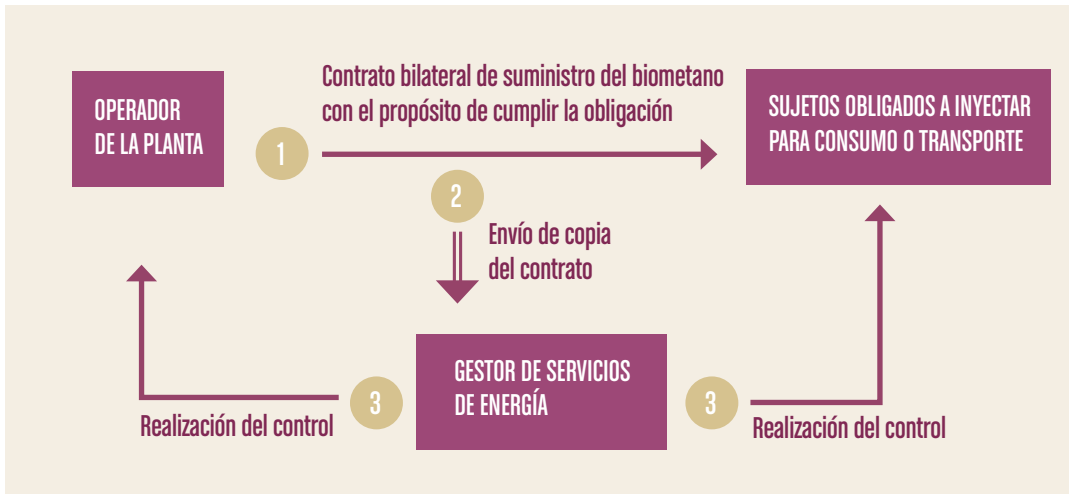 OPERADOR
DE LA PLANTA
1
Contrato bilateral de suministro del biometano
con el propósito de cumplir la obligación
SUJETOS OBLIGADOS A INYECTAR
PARA CONSUMO O TRANSPORTE
2
Envío de copia
del contrato
GESTOR DE SERVICIOS
DE ENERGÍA
3
Realización del control
3
Realización del control